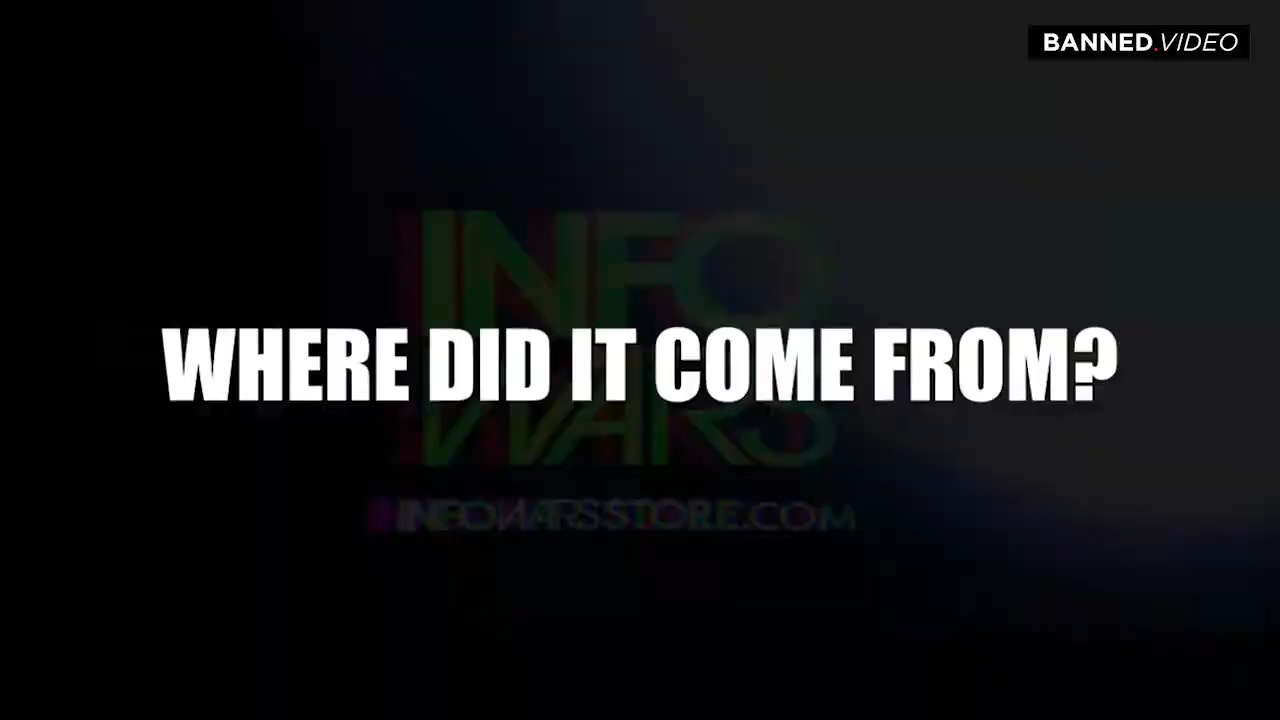 BANNED.VIDEO
INFO
WHERE DID IT COME FROM?
WARS
INFOWARSSTORE.COM